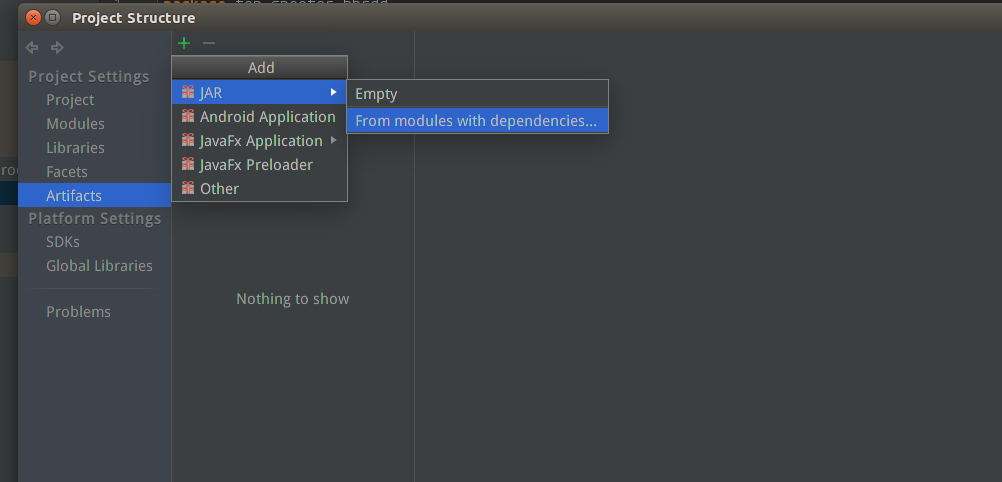 Project Structure
Project Settings
Project
Modules
Libraries
Facets
Artifacts
Platform Settings
SDKs
Global Libraries
Problems
Add
JAR
Android Application
JavaFx Application
JavaFx Preloader
Other
Empty
From modules with dependencies...
Nothing to show